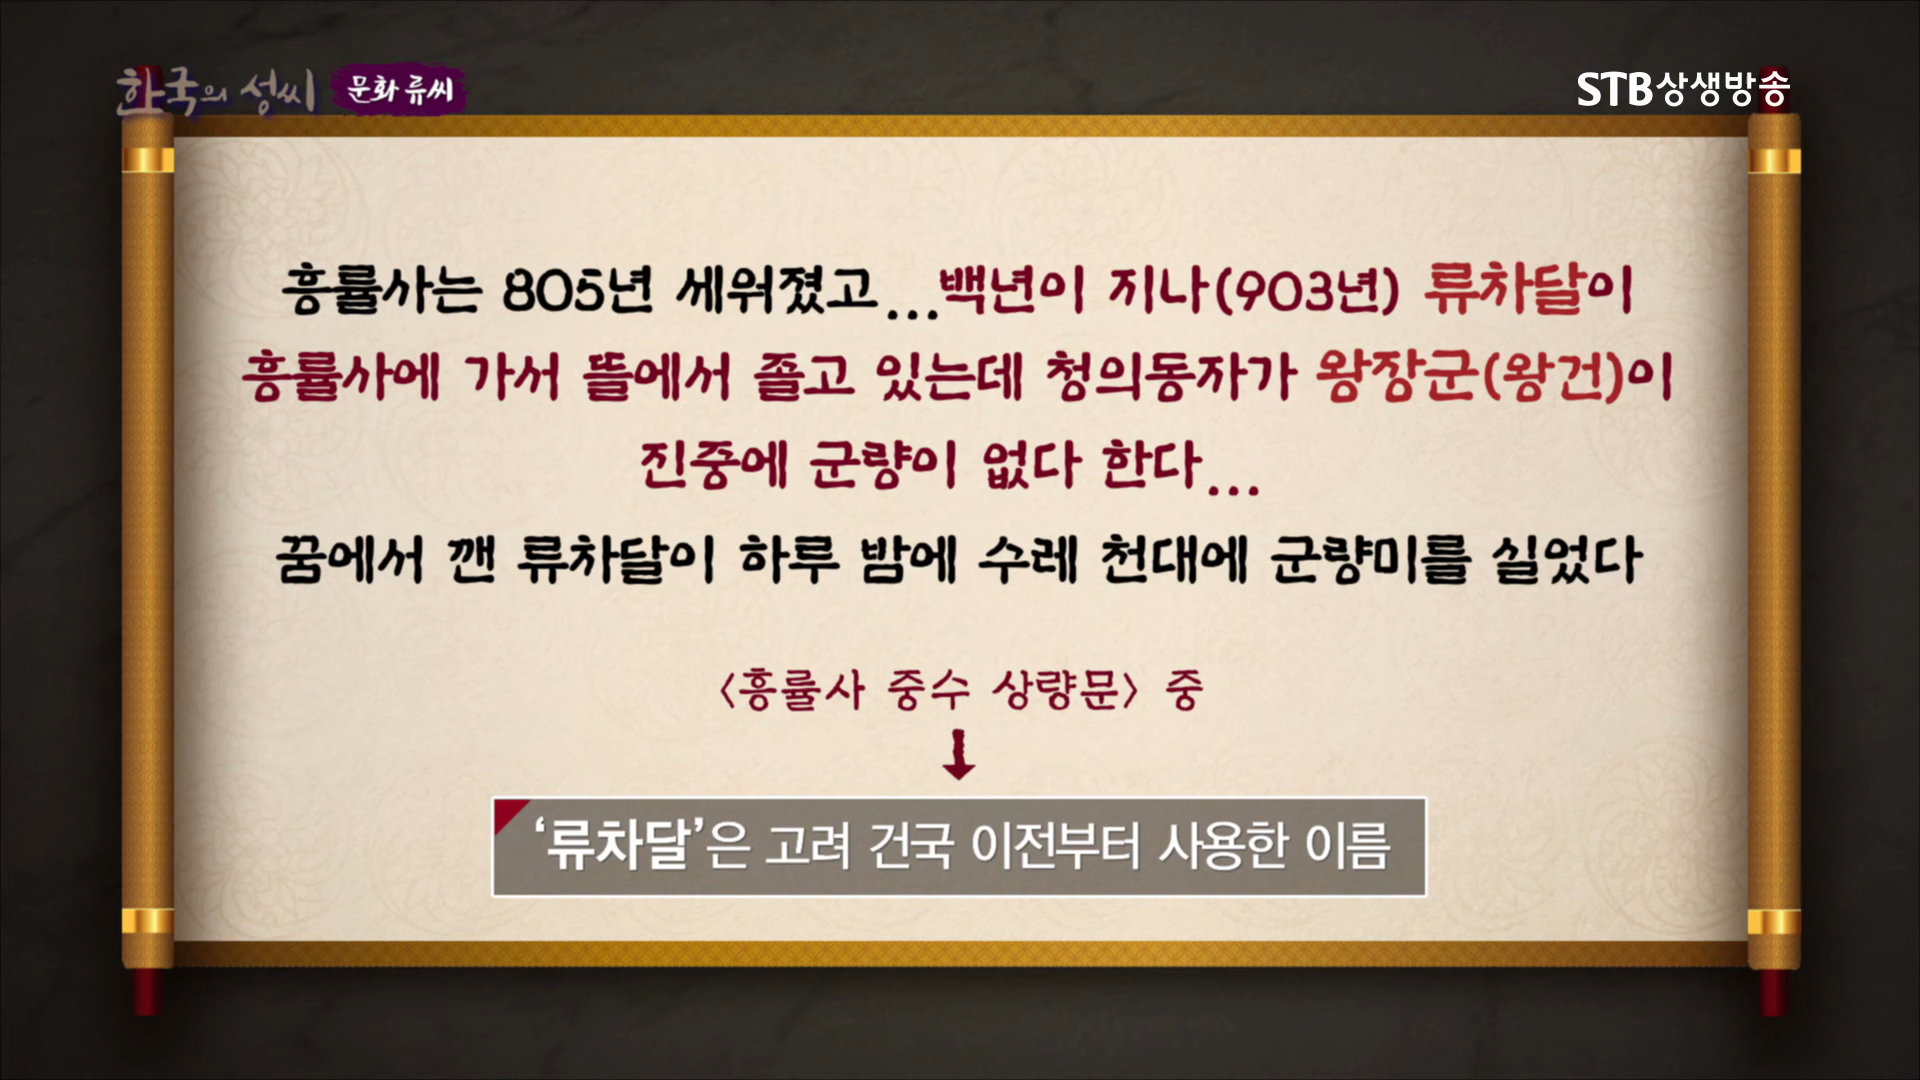 한국의 성씨 문화 류씨
STB상생방송
흥률사는 805년 세워졌고...백년이 지나(903년) 류차달이
흥률사에 가서 뜰에서 졸고 있는데 청의동자가 왕장군(왕건)이
진중에 군량이 없다 한다...
꿈에서 깬 류차달이 하루 밤에 수레 천대에 군량미를 실었다
<흥률사 중수 상량문> 중
‘류차달’은 고려 건국 이전부터 사용한 이름